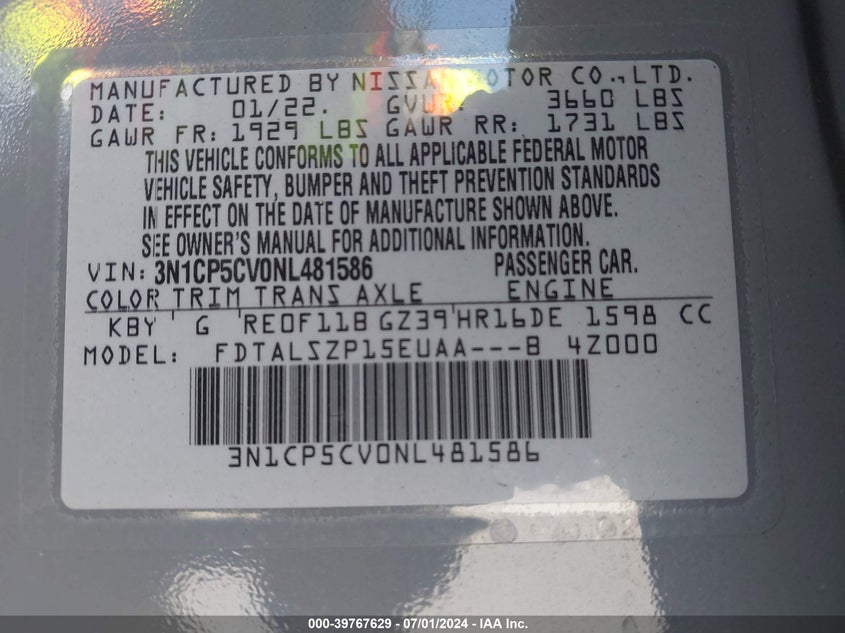 MANUFACTURED BY NISSAN MOTOR CO., LTD.
DATE: 01/22. GVWR 3660 LBS
GAWR FR: 1929 LBS GAWR RR: 1731 LBS
THIS VEHICLE CONFORMS TO ALL APPLICABLE FEDERAL MOTOR
VEHICLE SAFETY, BUMPER AND THEFT PREVENTION STANDARDS
IN EFFECT ON THE DATE OF MANUFACTURE SHOWN ABOVE.
SEE OWNER'S MANUAL FOR ADDITIONAL INFORMATION.
VIN: 3N1CP5CV0NL481586 PASSENGER CAR.
COLOR TRIM TRANS AXLE ENGINE
KBY G RE0F11B GZ39 HR16DE 1598 CC
MODEL: FDTALSZP15EUAA---B 4Z000
3N1CP5CV0NL481586
000-39767629 - 07/01/2024 - IAA Inc.